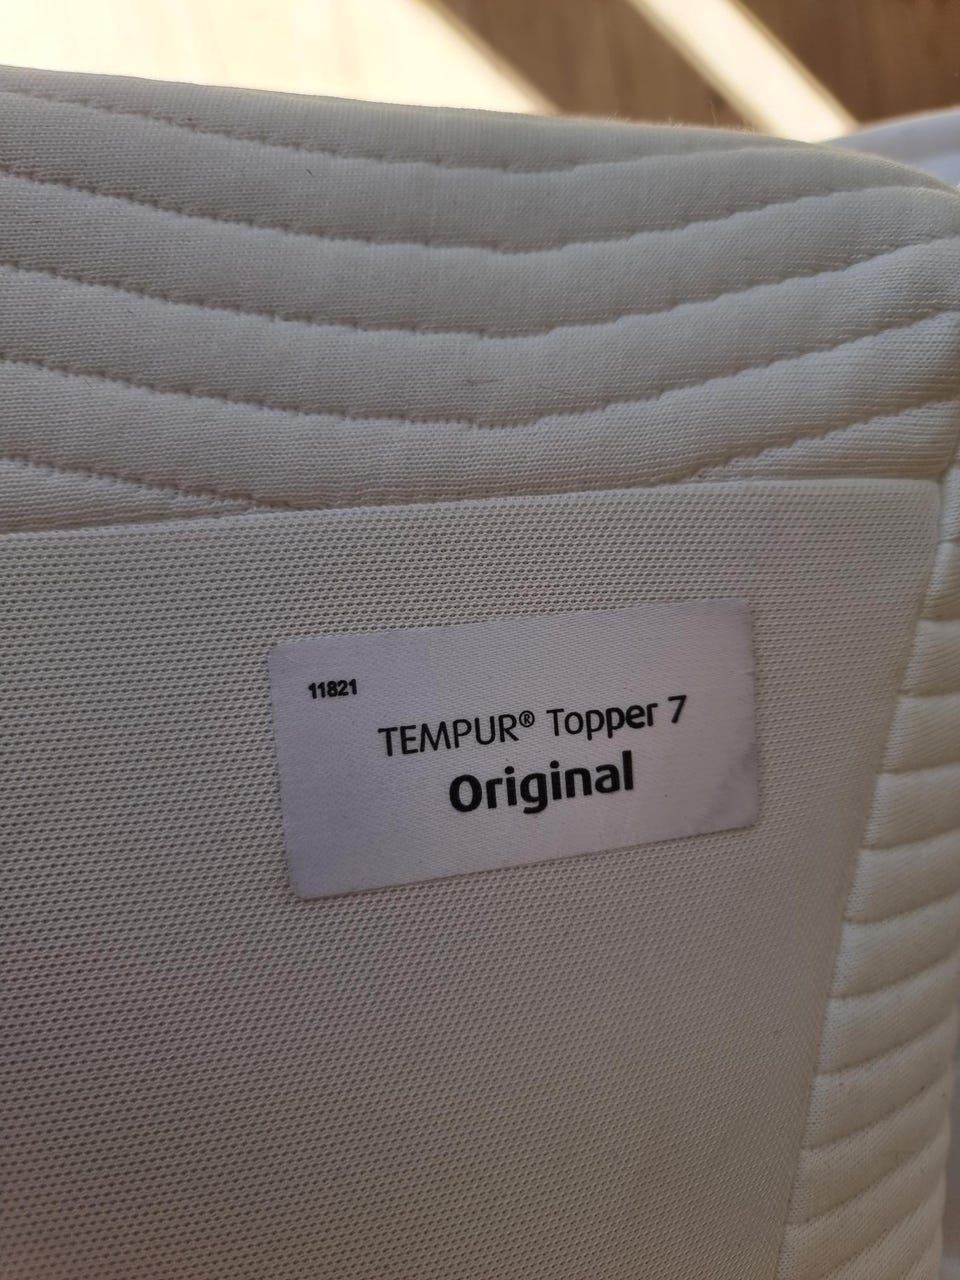 11821
TEMPUR® Topper 7
Original